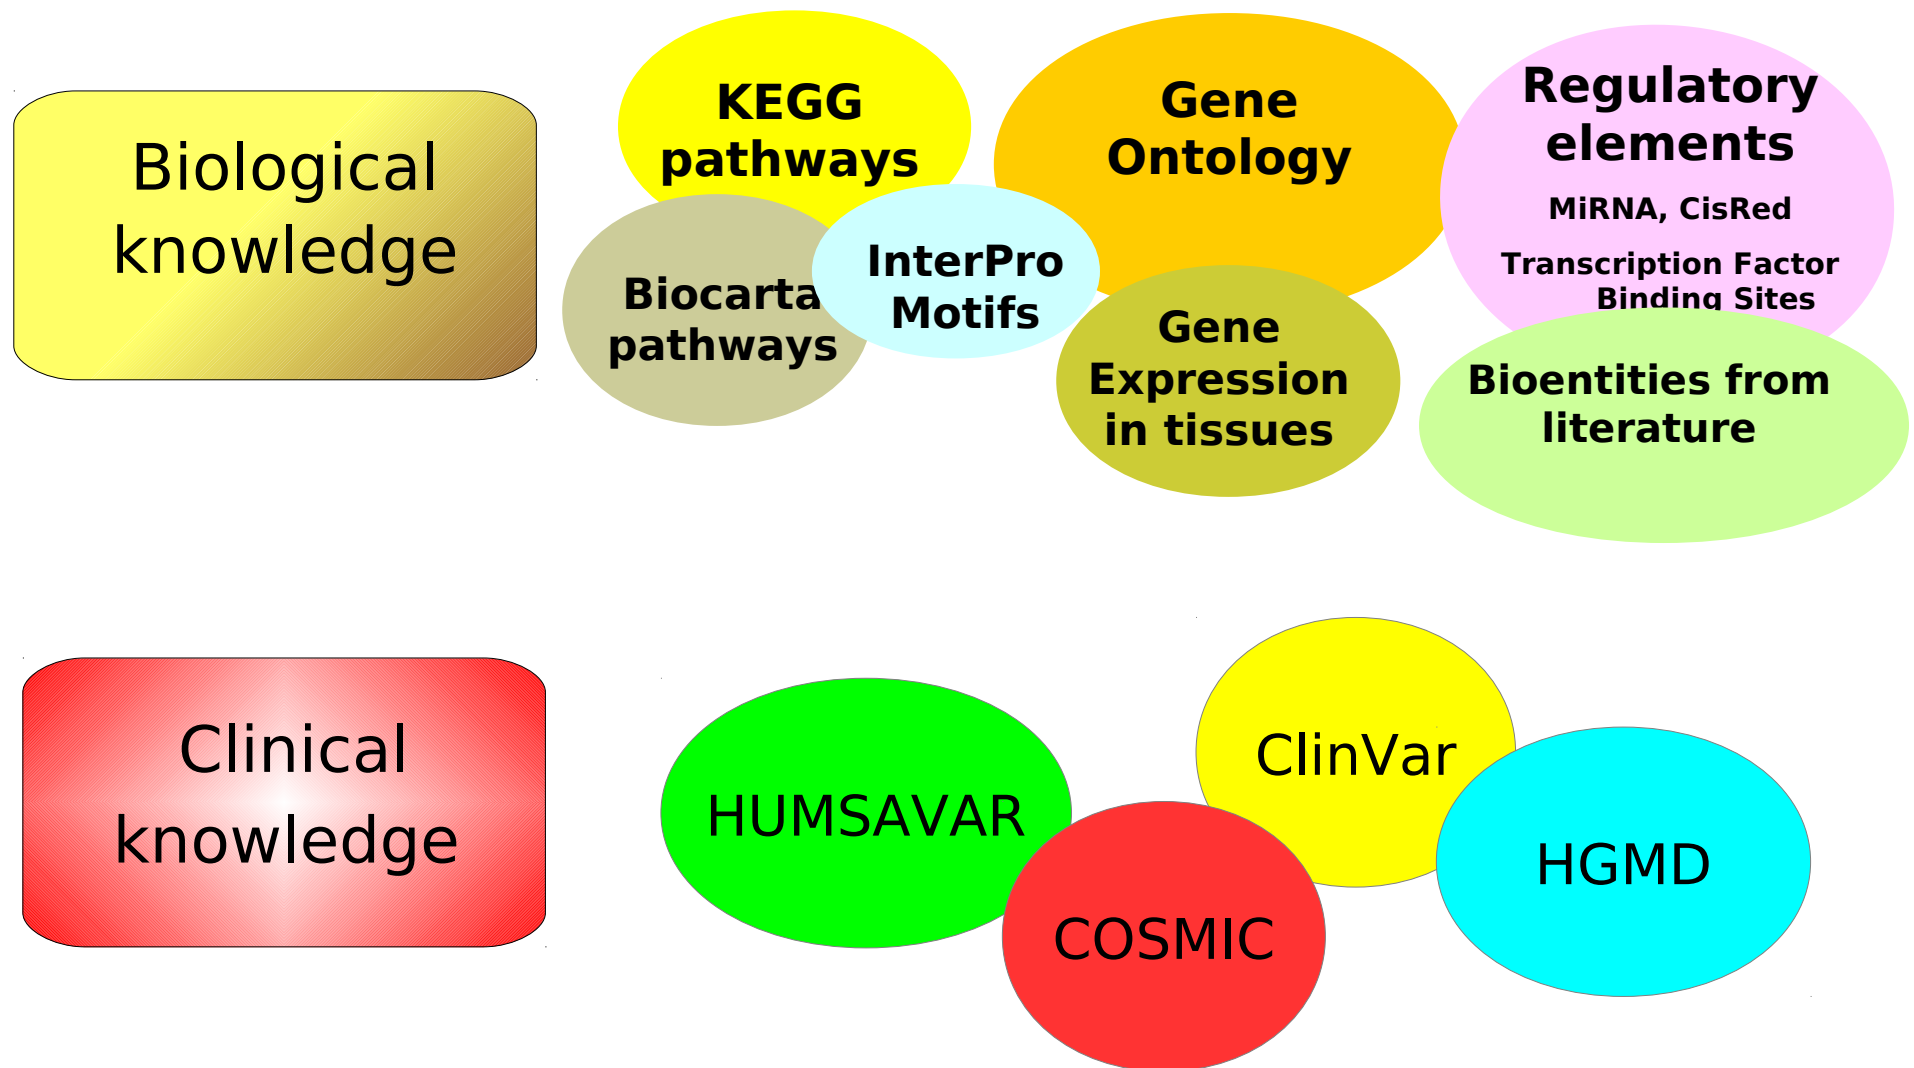 Biological
knowledge
KEGG
pathways
Gene
Ontology
Regulatory
elements
MiRNA, CisRed
Transcription Factor
Binding Sites
Biocarta
pathways
InterPro
Motifs
Gene
Expression
in tissues
Bioentities from
literature
Clinical
knowledge
HUMSAVAR
COSMIC
ClinVar
HGMD